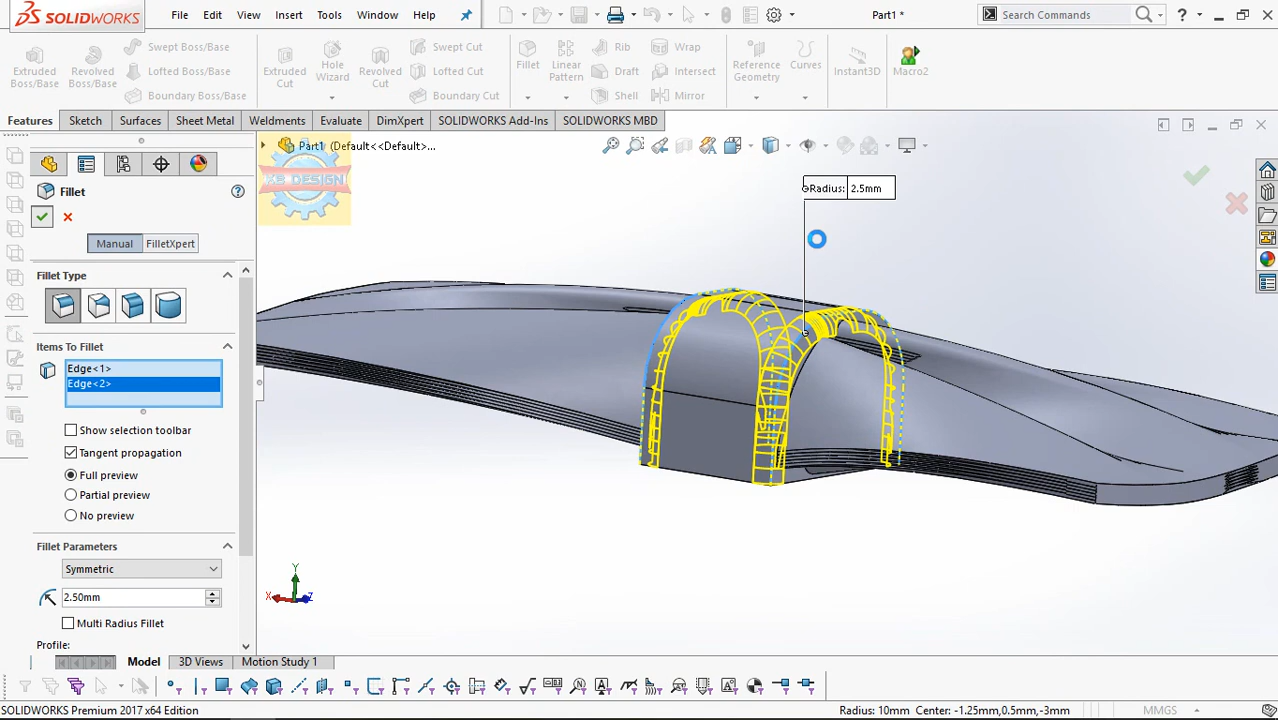 SOLIDWORKS File Edit View Insert Tools Window Help Part1 * Search Commands ?
Extruded Boss/Base
Revolved Boss/Base
Swept Boss/Base
Lofted Boss/Base
Boundary Boss/Base
Extruded Cut
Hole Wizard
Revolved Cut
Swept Cut
Lofted Cut
Boundary Cut
Fillet
Linear Pattern
Rib
Draft
Shell
Wrap
Intersect
Mirror
Reference Geometry
Curves
Instant3D
Macro2
Features Sketch Surfaces Sheet Metal Weldments Evaluate DimXpert SOLIDWORKS Add-Ins SOLIDWORKS MBD
Part1 (Default<<Default>...
KB DESIGN
Radius: 2.5mm
Fillet ?
Manual FilletXpert
Fillet Type
Items To Fillet
Edge<1>
Edge<2>
Show selection toolbar
Tangent propagation
Full preview
Partial preview
No preview
Fillet Parameters
Symmetric
2.50mm
Multi Radius Fillet
Profile:
Y
X
Z
Model 3D Views Motion Study 1
SOLIDWORKS Premium 2017 x64 Edition Radius: 10mm Center: -1.25mm,0.5mm,-3mm MMGS